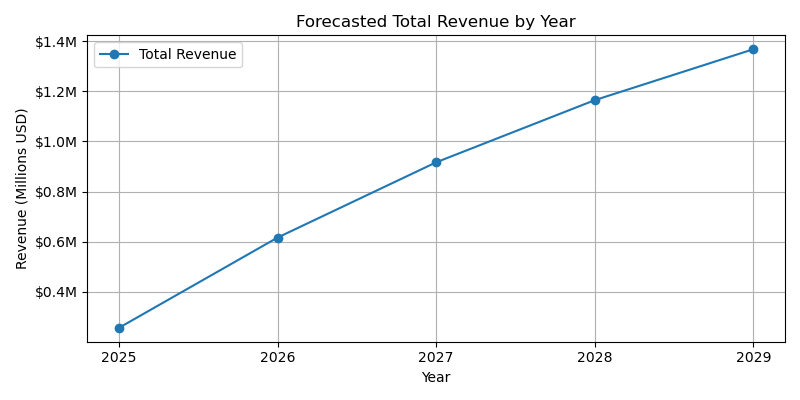 Forecasted Total Revenue by Year
Total Revenue
Revenue (Millions USD)
$1.4M
$1.2M
$1.0M
$0.8M
$0.6M
$0.4M
2025 2026 2027 2028 2029
Year